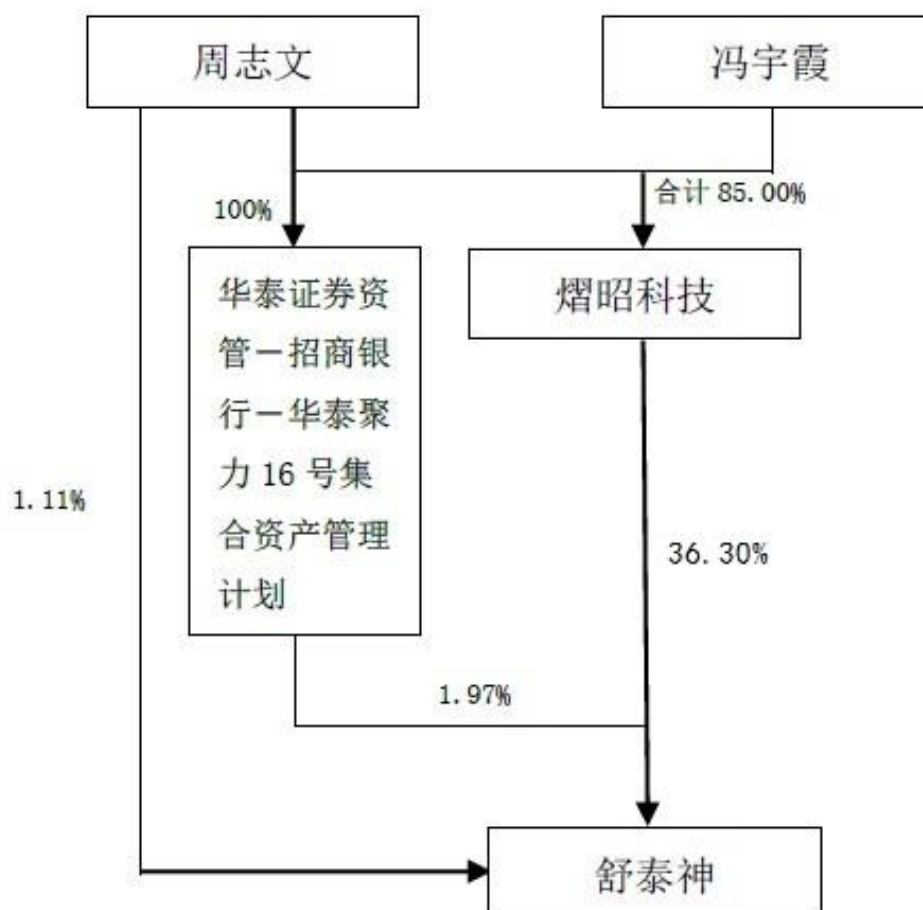 周志文
冯宇霞
合计 85.00%
100%
华泰证券资
管－招商银
行－华泰聚
力 16 号集
合资产管理
计划
熠昭科技
1.11%
36.30%
1.97%
舒泰神